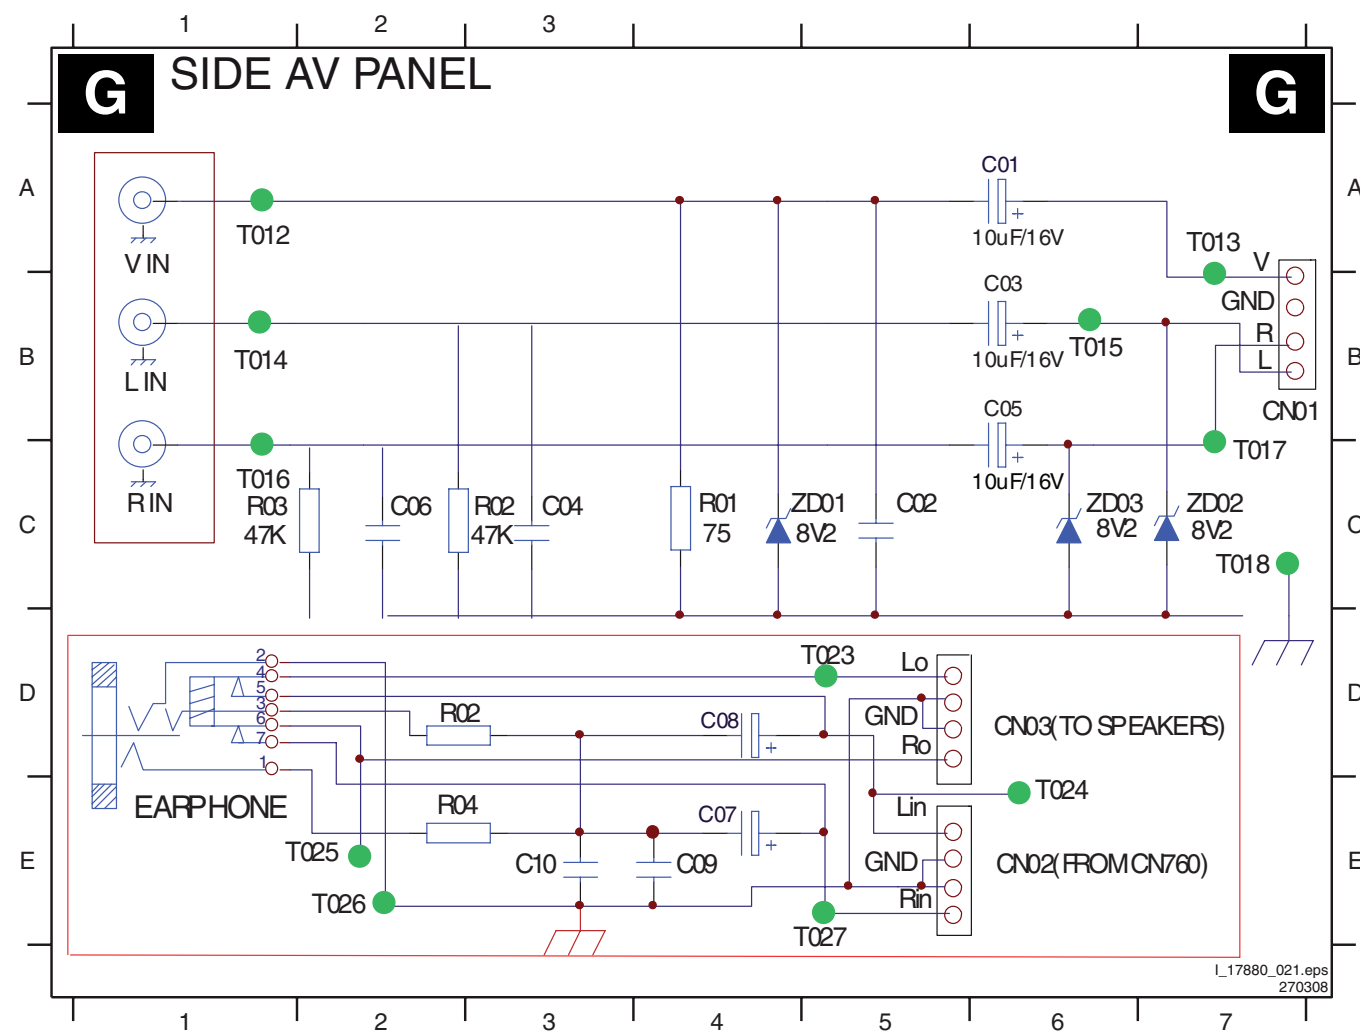 1 2 3
G SIDE AV PANEL G
A A
C01
+
10uF/16V
T012
T013
V IN
V
GND
R
L
CN01
C03
+
10uF/16V
T014
T015
B B
L IN
C05
+
10uF/16V
T016
T017
R IN
R03
47K
C06
R02
47K
C04
R01
75
ZD01
8V2
C02
ZD03
8V2
ZD02
8V2
C C
T018
2
4
5
3
6
7
1
T023
Lo
GND
Ro
D D
R02
C08
+
CN03(TO SPEAKERS)
T024
EARPHONE
R04
C07
+
Lin
GND
Rin
T025
C10
C09
CN02(FROM CN760)
E E
T026
T027
I_17880_021.eps
270308
1 2 3 4 5 6 7